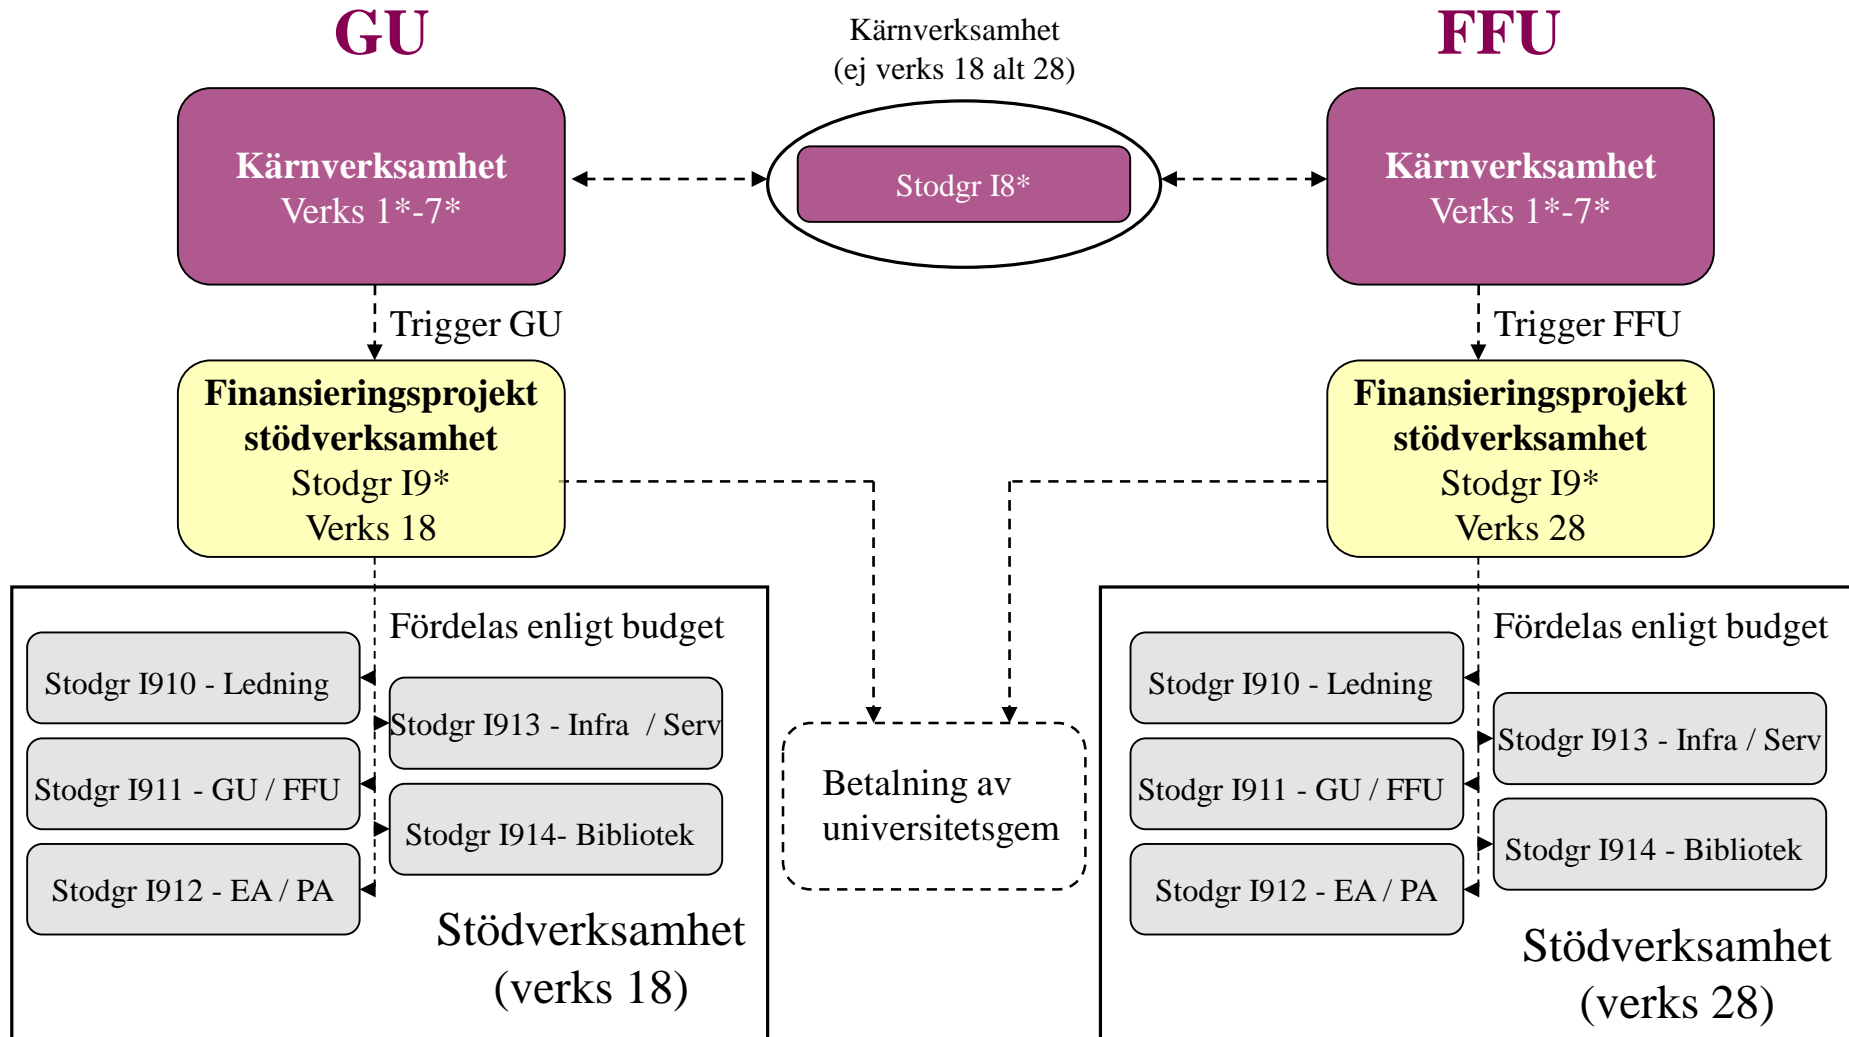 GU
Kärnverksamhet
(ej verks 18 alt 28)
FFU
Kärnverksamhet
Verks 1*-7*
Stodgr I8*
Kärnverksamhet
Verks 1*-7*
Trigger GU
Trigger FFU
Finansieringsprojekt
stödverksamhet
Stodgr I9*
Verks 18
Finansieringsprojekt
stödverksamhet
Stodgr I9*
Verks 28
Fördelas enligt budget
Stodgr I910 - Ledning
Stodgr I913 - Infra / Serv
Stodgr I911 - GU / FFU
Stodgr I914- Bibliotek
Stodgr I912 - EA / PA
Stödverksamhet
(verks 18)
Betalning av
universitetsgem
Fördelas enligt budget
Stodgr I910 - Ledning
Stodgr I913 - Infra / Serv
Stodgr I911 - GU / FFU
Stodgr I914 - Bibliotek
Stodgr I912 - EA / PA
Stödverksamhet
(verks 28)